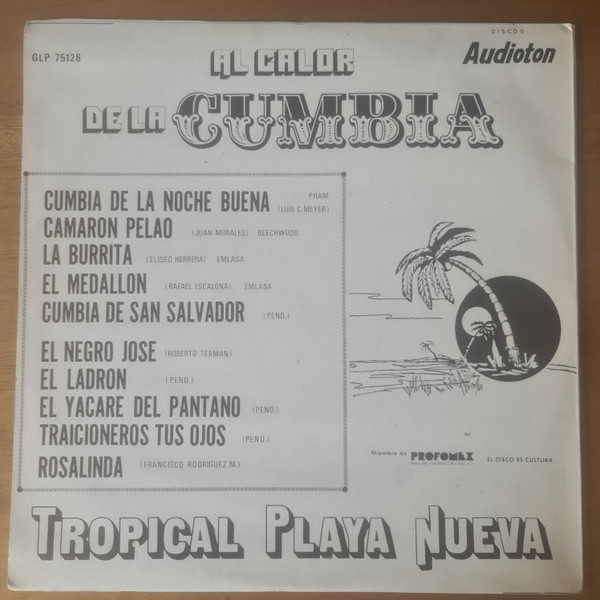 DISCOS
GLP 75126
Audioton
AL CALOR
DE LA CUMBIA
CUMBIA DE LA NOCHE BUENA (LUIS C. MEYER) PHAM.
CAMARON PELAO (JUAN MORALES) BEECHWOOD
LA BURRITA (ELISEO HERRERA) EMLASA
EL MEDALLON (RAFAEL ESCALONA) EMLASA
CUMBIA DE SAN SALVADOR (PEND.)
EL NEGRO JOSE (ROBERTO TERMAN)
EL LADRON (PEND.)
EL YACARE DEL PANTANO (PEND.)
TRAICIONEROS TUS OJOS (PEND.)
ROSALINDA (FRANCISCO RODRIGUEZ M.)
Miembro de PROFOMEX EL DISCO ES CULTURA
TROPICAL PLAYA NUEVA